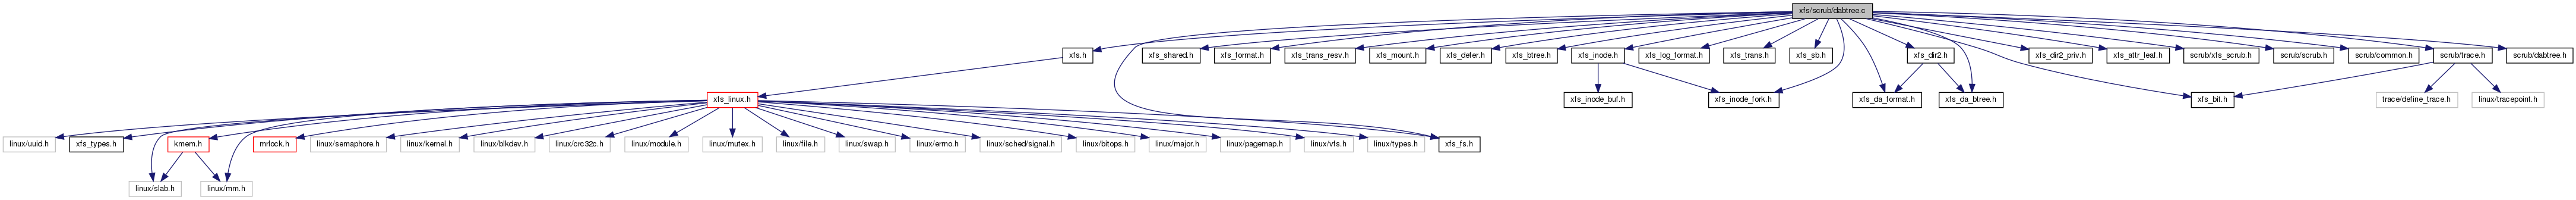 xfs/scrub/dabtree.c
xfs.h
xfs_shared.h
xfs_format.h
xfs_trans_resv.h
xfs_mount.h
xfs_defer.h
xfs_btree.h
xfs_inode.h
xfs_log_format.h
xfs_trans.h
xfs_sb.h
xfs_dir2.h
xfs_dir2_priv.h
xfs_attr_leaf.h
scrub/xfs_scrub.h
scrub/scrub.h
scrub/common.h
scrub/trace.h
scrub/dabtree.h
xfs_linux.h
xfs_inode_buf.h
xfs_inode_fork.h
xfs_da_format.h
xfs_da_btree.h
xfs_bit.h
trace/define_trace.h
linux/tracepoint.h
linux/uuid.h
xfs_types.h
kmem.h
mrlock.h
linux/semaphore.h
linux/kernel.h
linux/blkdev.h
linux/crc32c.h
linux/module.h
linux/mutex.h
linux/file.h
linux/swap.h
linux/errno.h
linux/sched/signal.h
linux/bitops.h
linux/major.h
linux/pagemap.h
linux/vfs.h
linux/types.h
xfs_fs.h
linux/slab.h
linux/mm.h